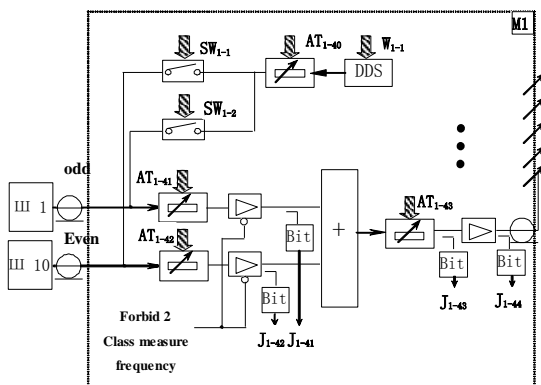 M1
SW1-1
AT1-40
W1-1
DDS
SW1-2
odd
AT1-41
Ш 1
AT1-43
Bit
+
Even
AT1-42
Ш 10
Bit
Bit
Bit
Forbid 2
Class measure
frequency
J1-42
J1-41
J1-43
J1-44